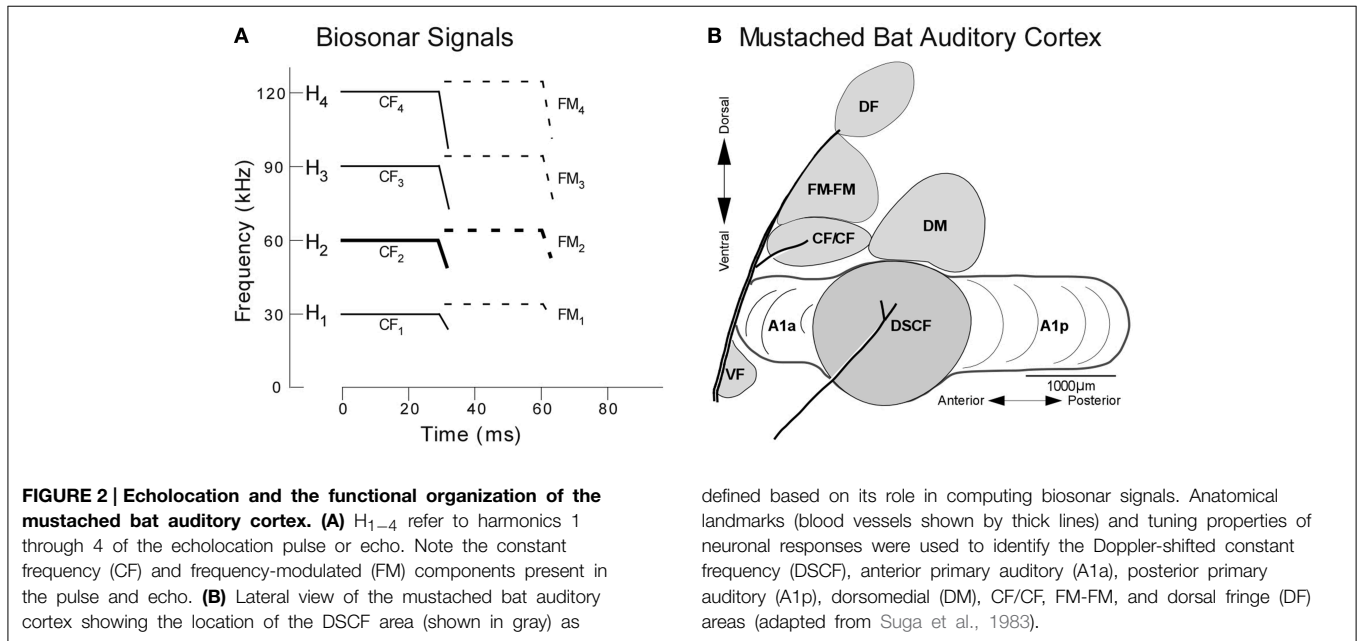 A Biosonar Signals
Frequency (kHz)
120
90
60
30
0
H4
H3
H2
H1
CF4
CF3
CF2
CF1
FM4
FM3
FM2
FM1
0 20 40 60 80
Time (ms)
B Mustached Bat Auditory Cortex
Dorsal
Ventral
DF
FM-FM
CF/CF
DM
A1a
DSCF
A1p
VF
1000µm
Anterior Posterior
FIGURE 2 | Echolocation and the functional organization of the
mustached bat auditory cortex. (A) H1–4 refer to harmonics 1
through 4 of the echolocation pulse or echo. Note the constant
frequency (CF) and frequency-modulated (FM) components present in
the pulse and echo. (B) Lateral view of the mustached bat auditory
cortex showing the location of the DSCF area (shown in gray) as
defined based on its role in computing biosonar signals. Anatomical
landmarks (blood vessels shown by thick lines) and tuning properties of
neuronal responses were used to identify the Doppler-shifted constant
frequency (DSCF), anterior primary auditory (A1a), posterior primary
auditory (A1p), dorsomedial (DM), CF/CF, FM-FM, and dorsal fringe (DF)
areas (adapted from Suga et al., 1983).